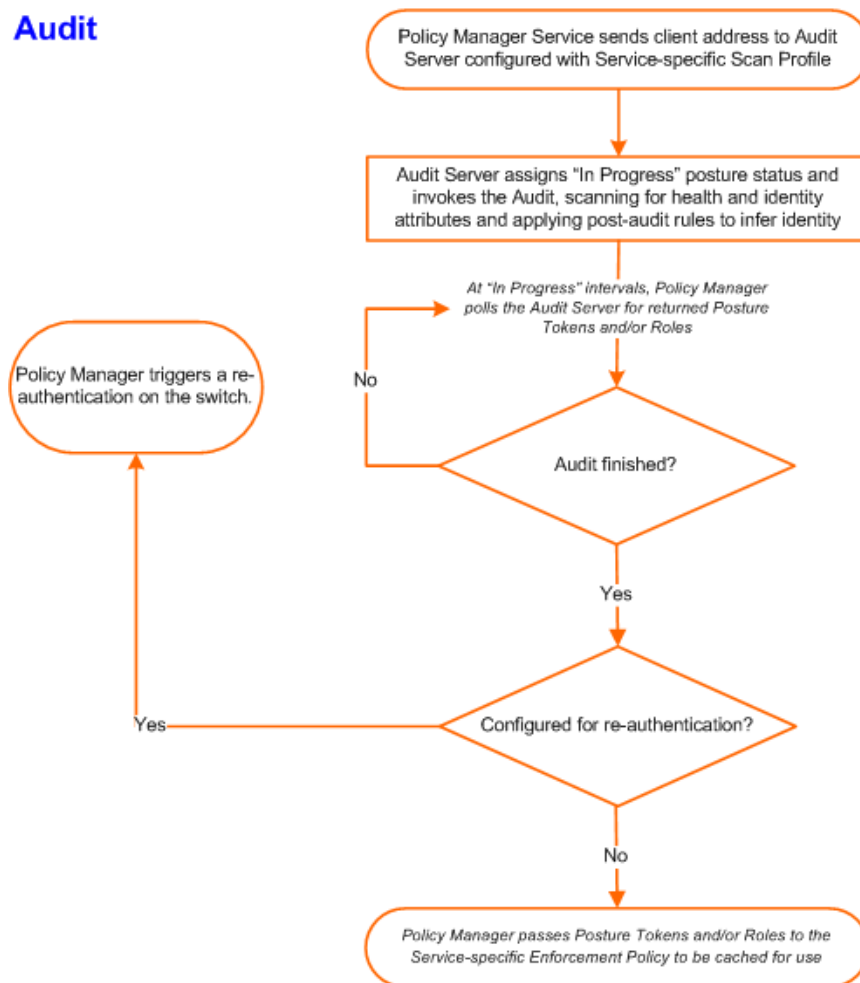 Audit
Policy Manager Service sends client address to Audit
Server configured with Service-specific Scan Profile
Audit Server assigns “In Progress” posture status and
invokes the Audit, scanning for health and identity
attributes and applying post-audit rules to infer identity
At “In Progress” intervals, Policy Manager
polls the Audit Server for returned Posture
Tokens and/or Roles
No
Policy Manager triggers a re-
authentication on the switch.
Audit finished?
Yes
Yes
Configured for re-authentication?
No
Policy Manager passes Posture Tokens and/or Roles to the
Service-specific Enforcement Policy to be cached for use